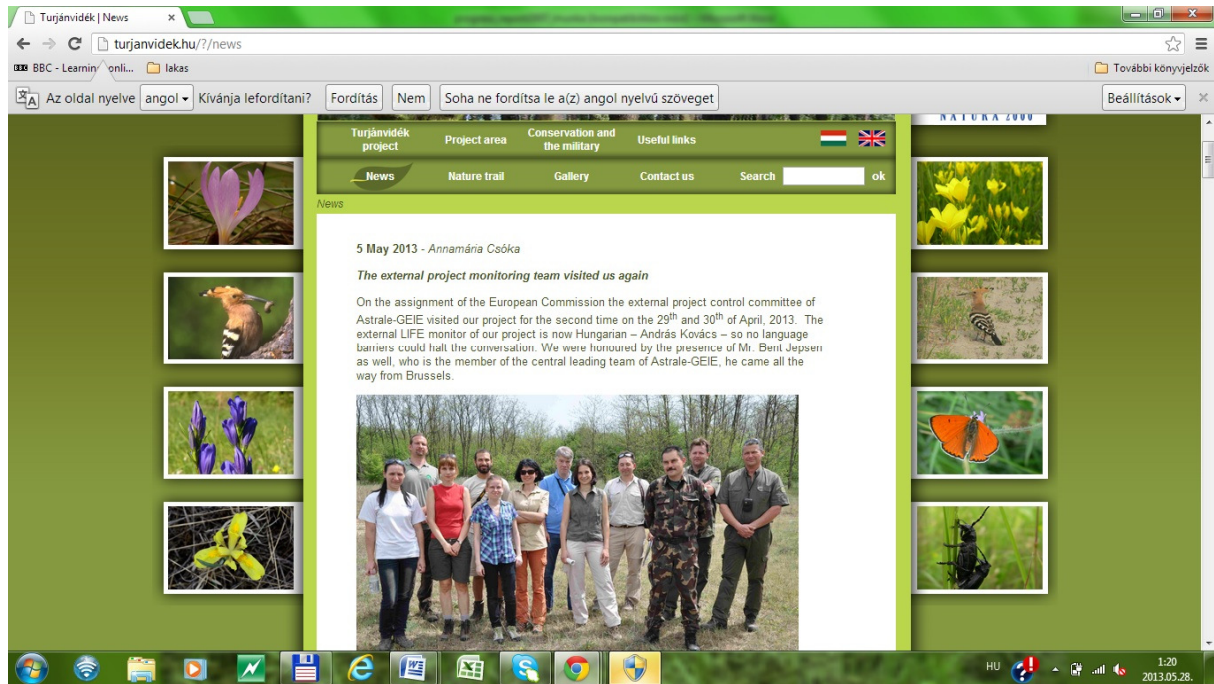 Turjánvidék | News
turjanvidek.hu/?/news
BBC - Learning onli...
lakas
További könyvjelzők
Az oldal nyelve angol Kívánja lefordítani? Fordítás Nem Soha ne fordítsa le a(z) angol nyelvű szöveget Beállítások
NATURA 2000
Turjánvidék project
Project area
Conservation and the military
Useful links
News
Nature trail
Gallery
Contact us
Search
ok
News
5 May 2013 - Annamária Csóka
The external project monitoring team visited us again
On the assignment of the European Commission the external project control committee of
Astrale-GEIE visited our project for the second time on the 29th and 30th of April, 2013. The
external LIFE monitor of our project is now Hungarian – András Kovács – so no language
barriers could halt the conversation. We were honoured by the presence of Mr. Bent Jepsen
as well, who is the member of the central leading team of Astrale-GEIE, he came all the
way from Brussels.
HU
1:20
2013.05.28.